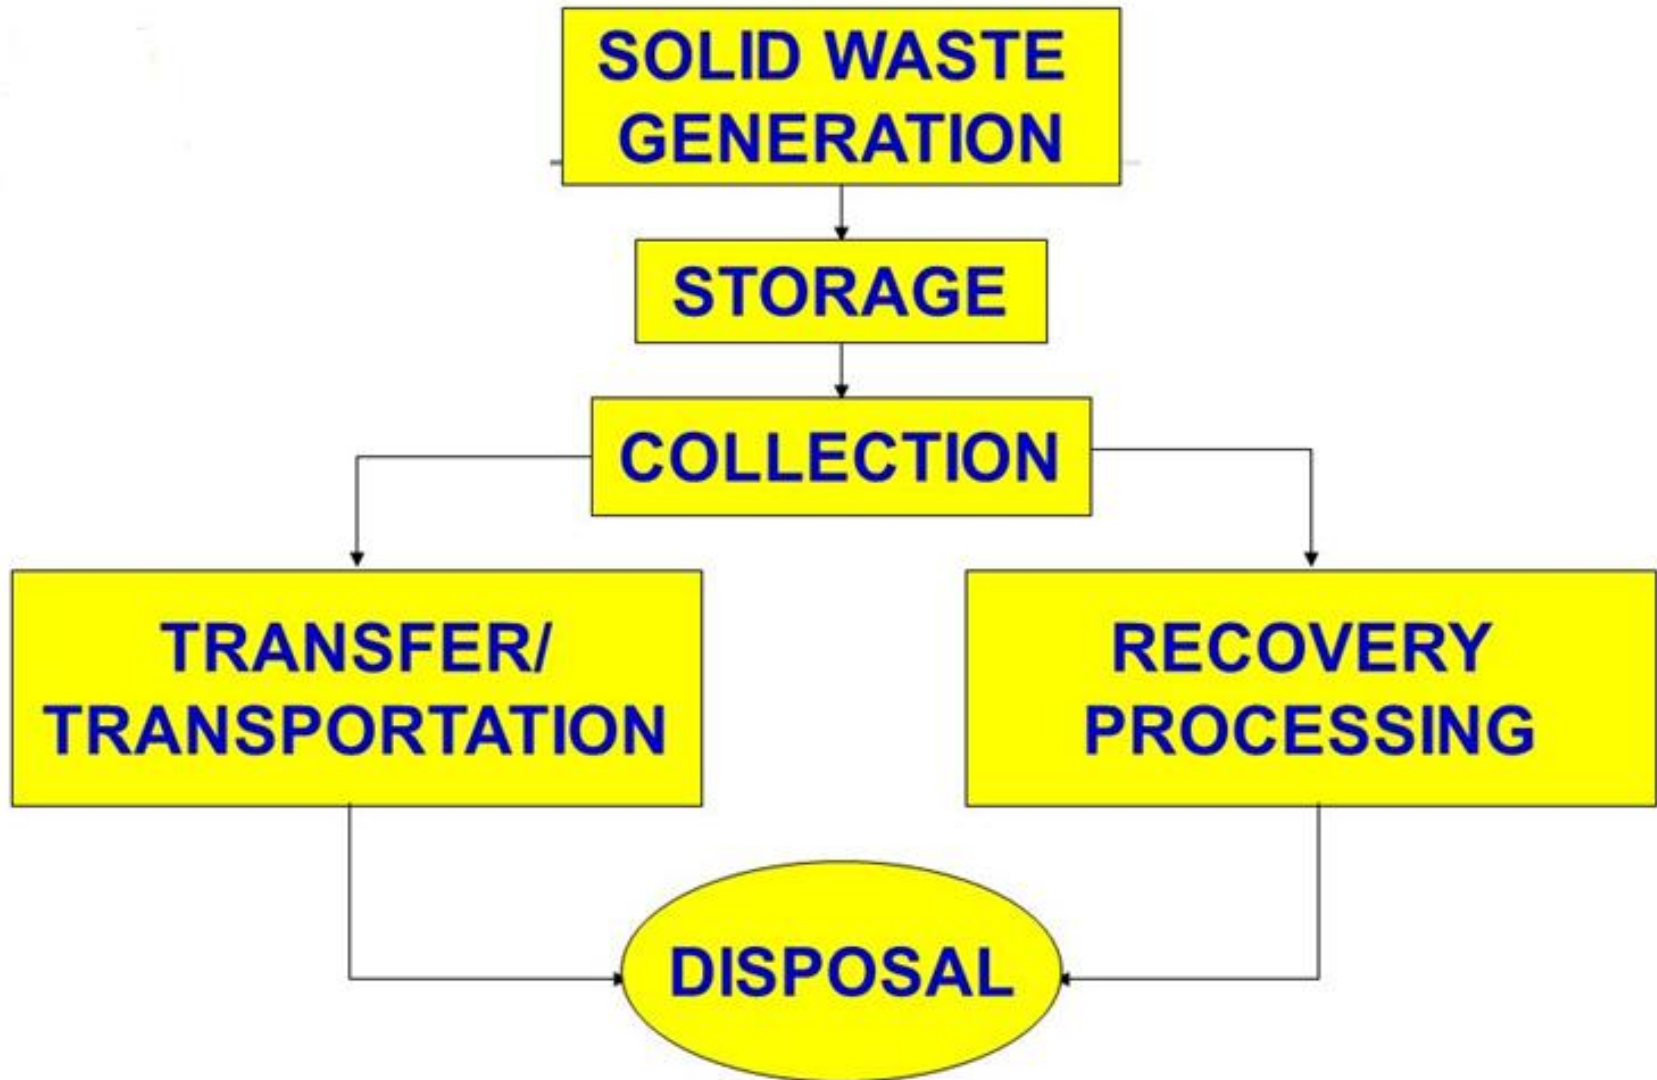 SOLID WASTE
GENERATION
STORAGE
COLLECTION
TRANSFER/
TRANSPORTATION
RECOVERY
PROCESSING
DISPOSAL